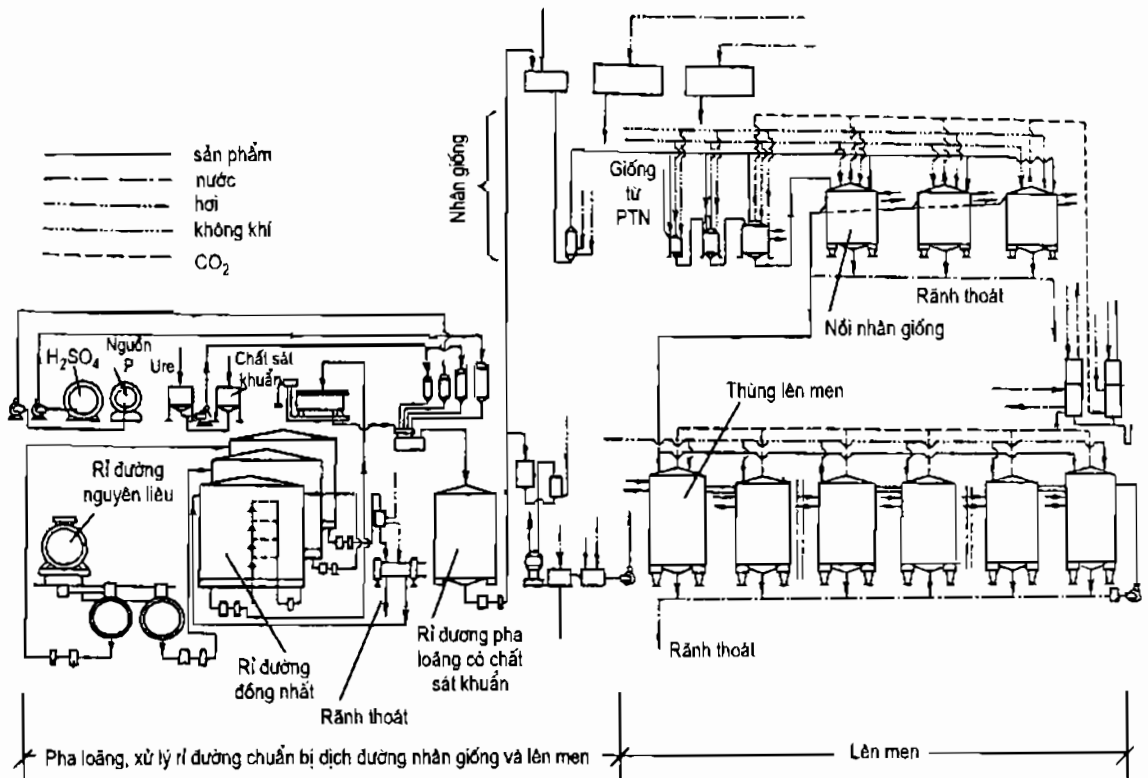 sản phẩm
nước
hơi
không khí
CO₂
Nhân giống
Giống
từ
PTN
Rãnh thoát
Nồi nhân giống
H₂SO₄
Nguồn
P
Ure
Chất sát
khuẩn
Thùng lên men
Rỉ đường
nguyên liêu
Rỉ đường
đồng nhất
Rãnh thoát
Rỉ dương pha
loãng có chất
sát khuẩn
Rãnh thoát
Pha loãng, xử lý rỉ đường chuẩn bị dịch đường nhân giống và lên men
Lên men